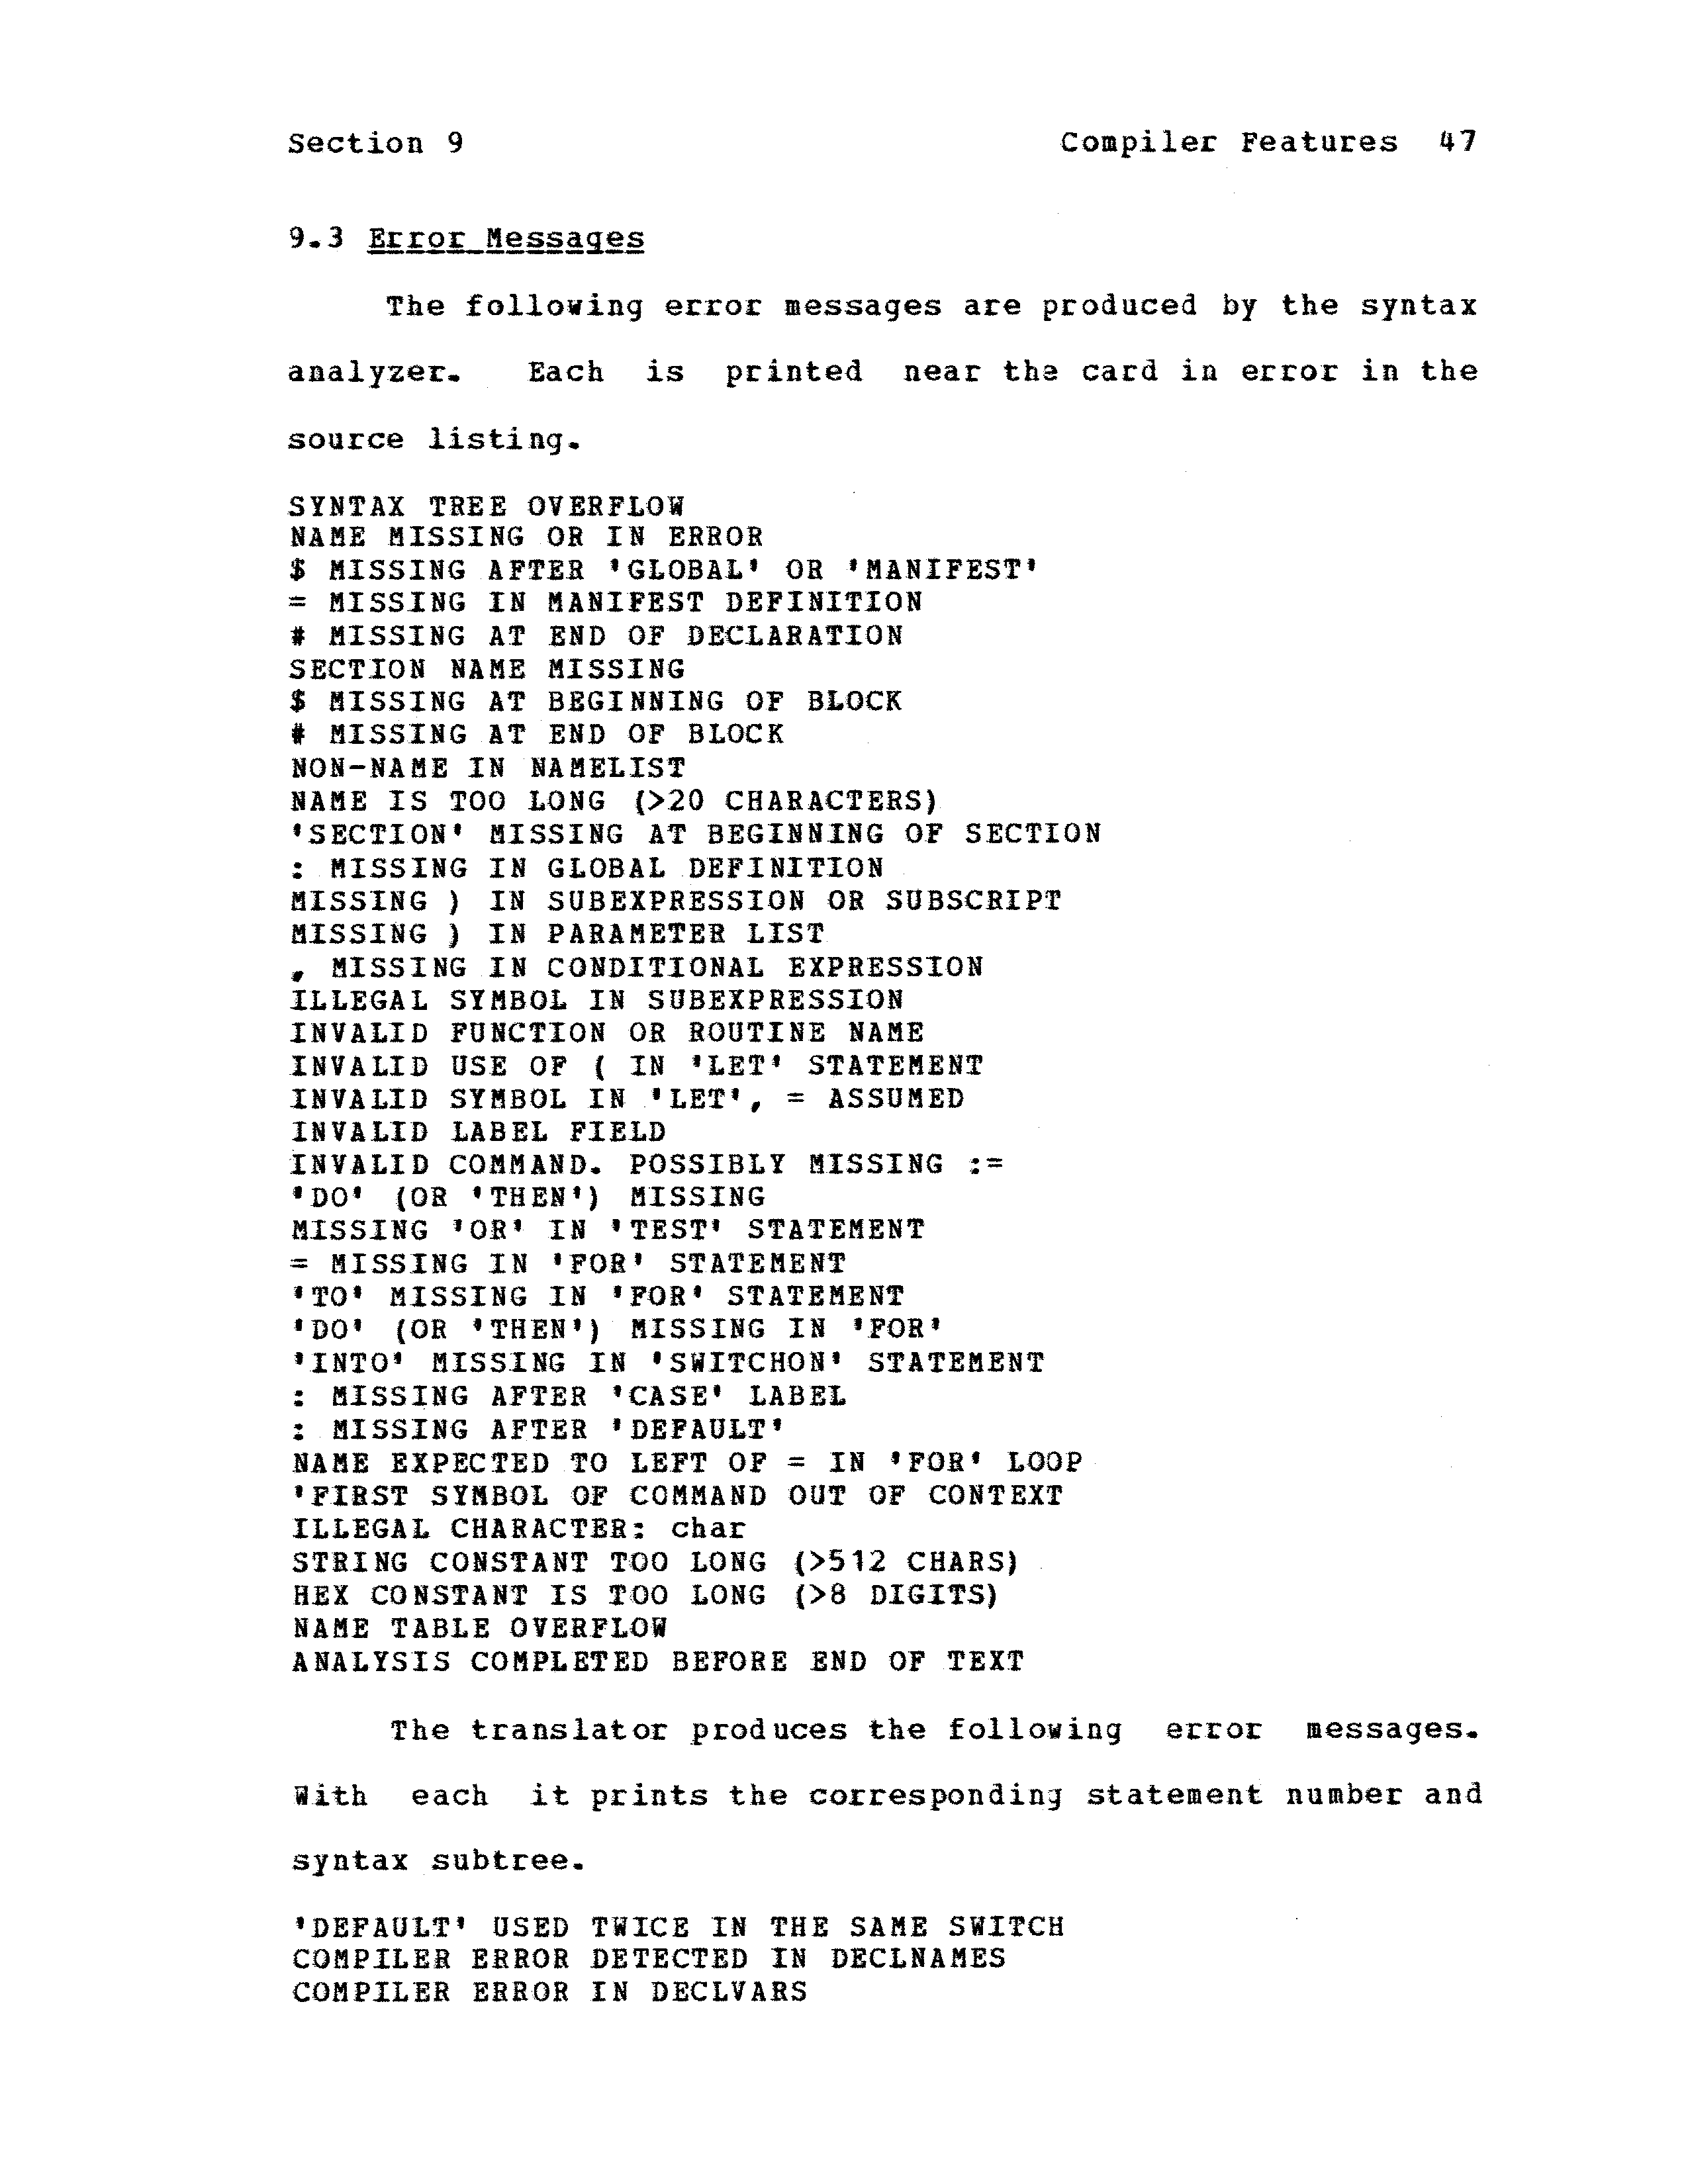 Section 9 Compiler Features 47
9.3 Error Messages
The following error messages are produced by the syntax
analyzer. Each is printed near the card in error in the
source listing.
SYNTAX TREE OVERFLOW
NAME MISSING OR IN ERROR
$ MISSING AFTER 'GLOBAL' OR 'MANIFEST'
= MISSING IN MANIFEST DEFINITION
# MISSING AT END OF DECLARATION
SECTION NAME MISSING
$ MISSING AT BEGINNING OF BLOCK
# MISSING AT END OF BLOCK
NON-NAME IN NAMELIST
NAME IS TOO LONG (>20 CHARACTERS)
'SECTION' MISSING AT BEGINNING OF SECTION
: MISSING IN GLOBAL DEFINITION
MISSING ) IN SUBEXPRESSION OR SUBSCRIPT
MISSING ) IN PARAMETER LIST
, MISSING IN CONDITIONAL EXPRESSION
ILLEGAL SYMBOL IN SUBEXPRESSION
INVALID FUNCTION OR ROUTINE NAME
INVALID USE OF ( IN 'LET' STATEMENT
INVALID SYMBOL IN 'LET', = ASSUMED
INVALID LABEL FIELD
INVALID COMMAND. POSSIBLY MISSING :=
'DO' (OR 'THEN') MISSING
MISSING 'OR' IN 'TEST' STATEMENT
= MISSING IN 'FOR' STATEMENT
'TO' MISSING IN 'FOR' STATEMENT
'DO' (OR 'THEN') MISSING IN 'FOR'
'INTO' MISSING IN 'SWITCHON' STATEMENT
: MISSING AFTER 'CASE' LABEL
: MISSING AFTER 'DEFAULT'
NAME EXPECTED TO LEFT OF = IN 'FOR' LOOP
'FIRST SYMBOL OF COMMAND OUT OF CONTEXT
ILLEGAL CHARACTER: char
STRING CONSTANT TOO LONG (>512 CHARS)
HEX CONSTANT IS TOO LONG (>8 DIGITS)
NAME TABLE OVERFLOW
ANALYSIS COMPLETED BEFORE END OF TEXT
The translator produces the following error messages.
With each it prints the corresponding statement number and
syntax subtree.
'DEFAULT' USED TWICE IN THE SAME SWITCH
COMPILER ERROR DETECTED IN DECLNAMES
COMPILER ERROR IN DECLVARS